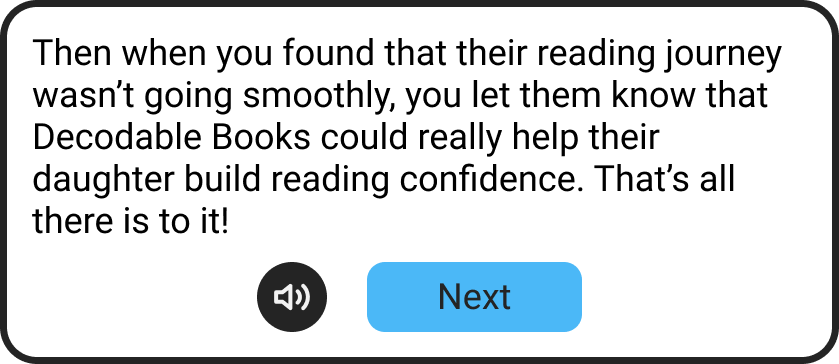 Then when you found that their reading journey
wasn’t going smoothly, you let them know that
Decodable Books could really help their
daughter build reading confidence. That’s all
there is to it!
Next